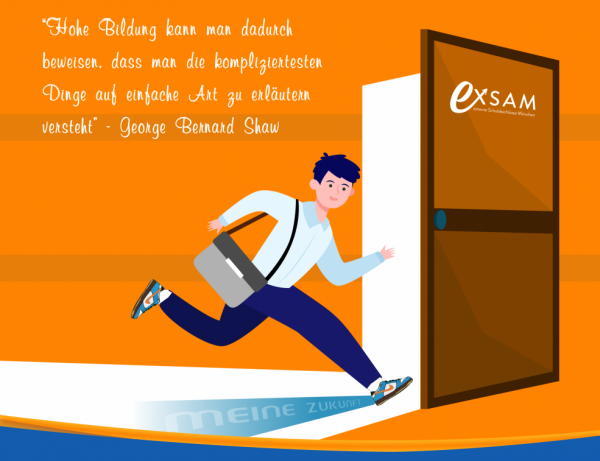 “Hohe Bildung kann man dadurch
beweisen, dass man die kompliziertesten
Dinge auf einfache Art zu erläutern
versteht” - George Bernard Shaw
exSAM
MEINE ZUKUNFT